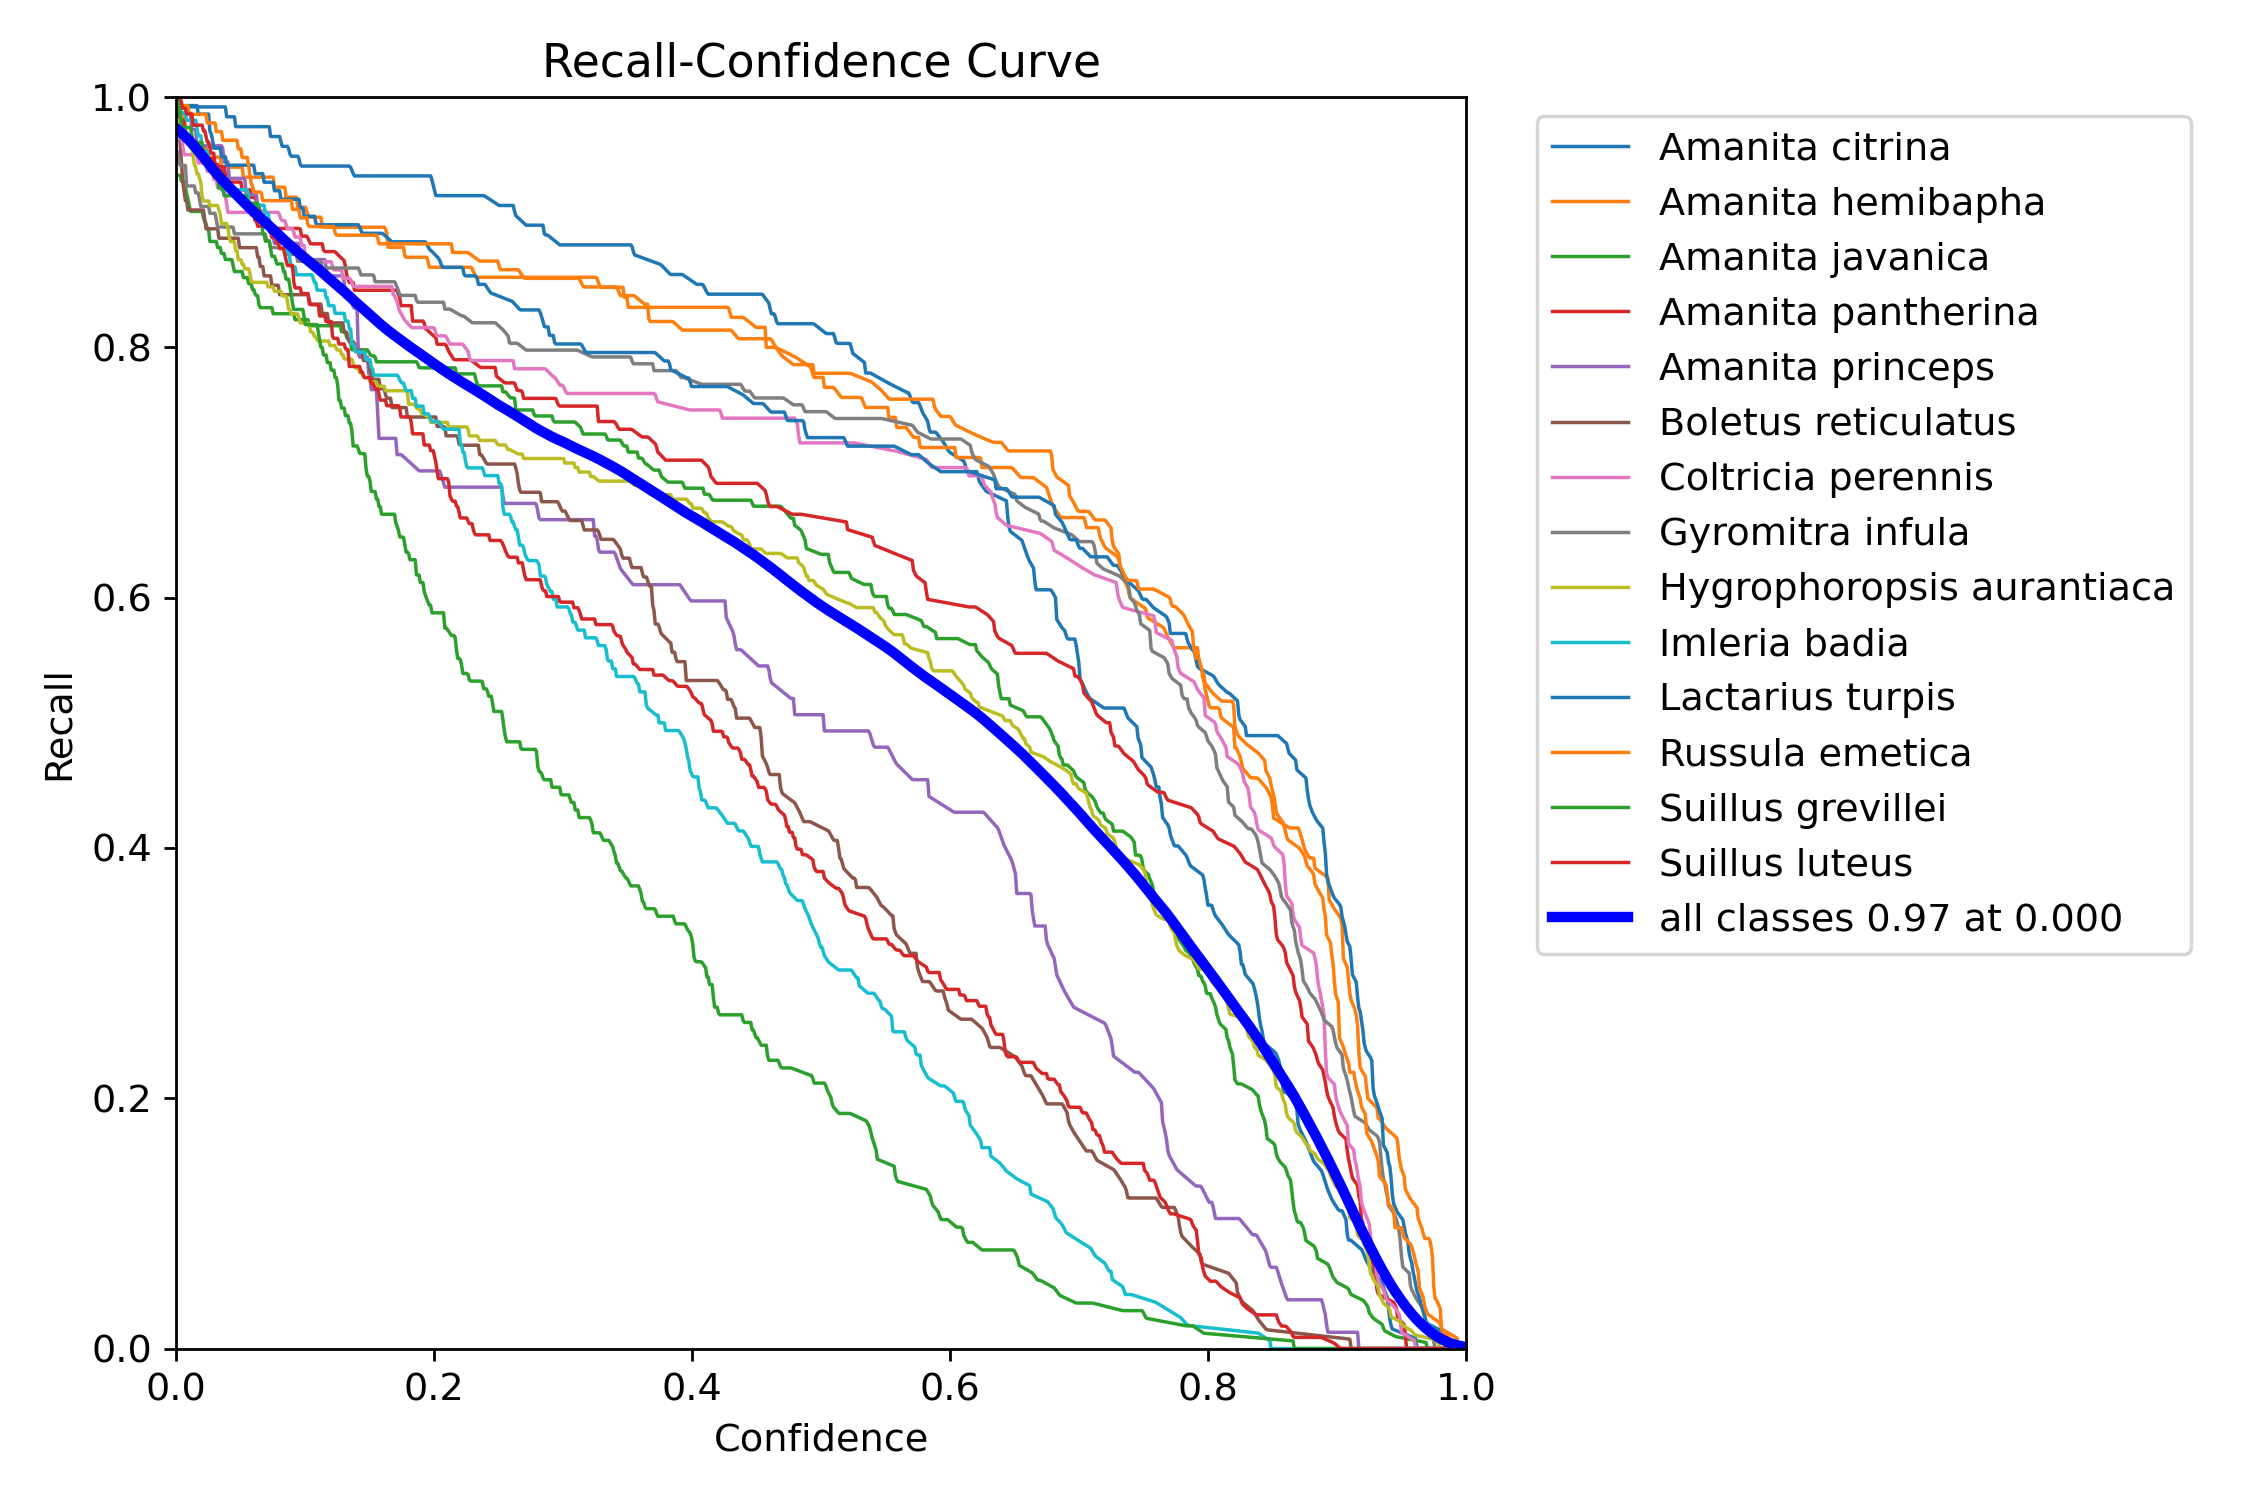 Recall-Confidence Curve
1.0
0.8
0.6
0.4
0.2
0.0
Recall
0.0 0.2 0.4 0.6 0.8 1.0
Confidence
Amanita citrina
Amanita hemibapha
Amanita javanica
Amanita pantherina
Amanita princeps
Boletus reticulatus
Coltricia perennis
Gyromitra infula
Hygrophoropsis aurantiaca
Imleria badia
Lactarius turpis
Russula emetica
Suillus grevillei
Suillus luteus
all classes 0.97 at 0.000